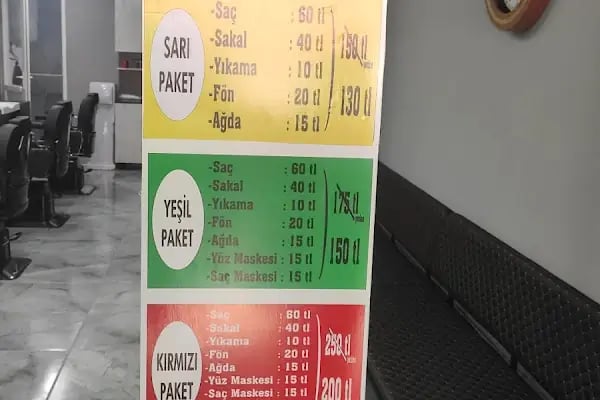 SARI
PAKET
-Saç : 60 tl
-Sakal : 40 tl
-Yıkama : 10 tl
-Fön : 20 tl
-Ağda : 15 tl
150 tl
130 tl
YEŞİL
PAKET
-Saç : 60 tl
-Sakal : 40 tl
-Yıkama : 10 tl
-Fön : 20 tl
-Ağda : 15 tl
-Yüz Maskesi : 15 tl
-Saç Maskesi : 15 tl
175 tl
150 tl
KIRMIZI
PAKET
-Saç : 60 tl
-Sakal : 40 tl
-Yıkama : 10 tl
-Fön : 20 tl
-Ağda : 15 tl
-Yüz Maskesi : 15 tl
-Saç Maskesi : 15 tl
250 tl
200 tl